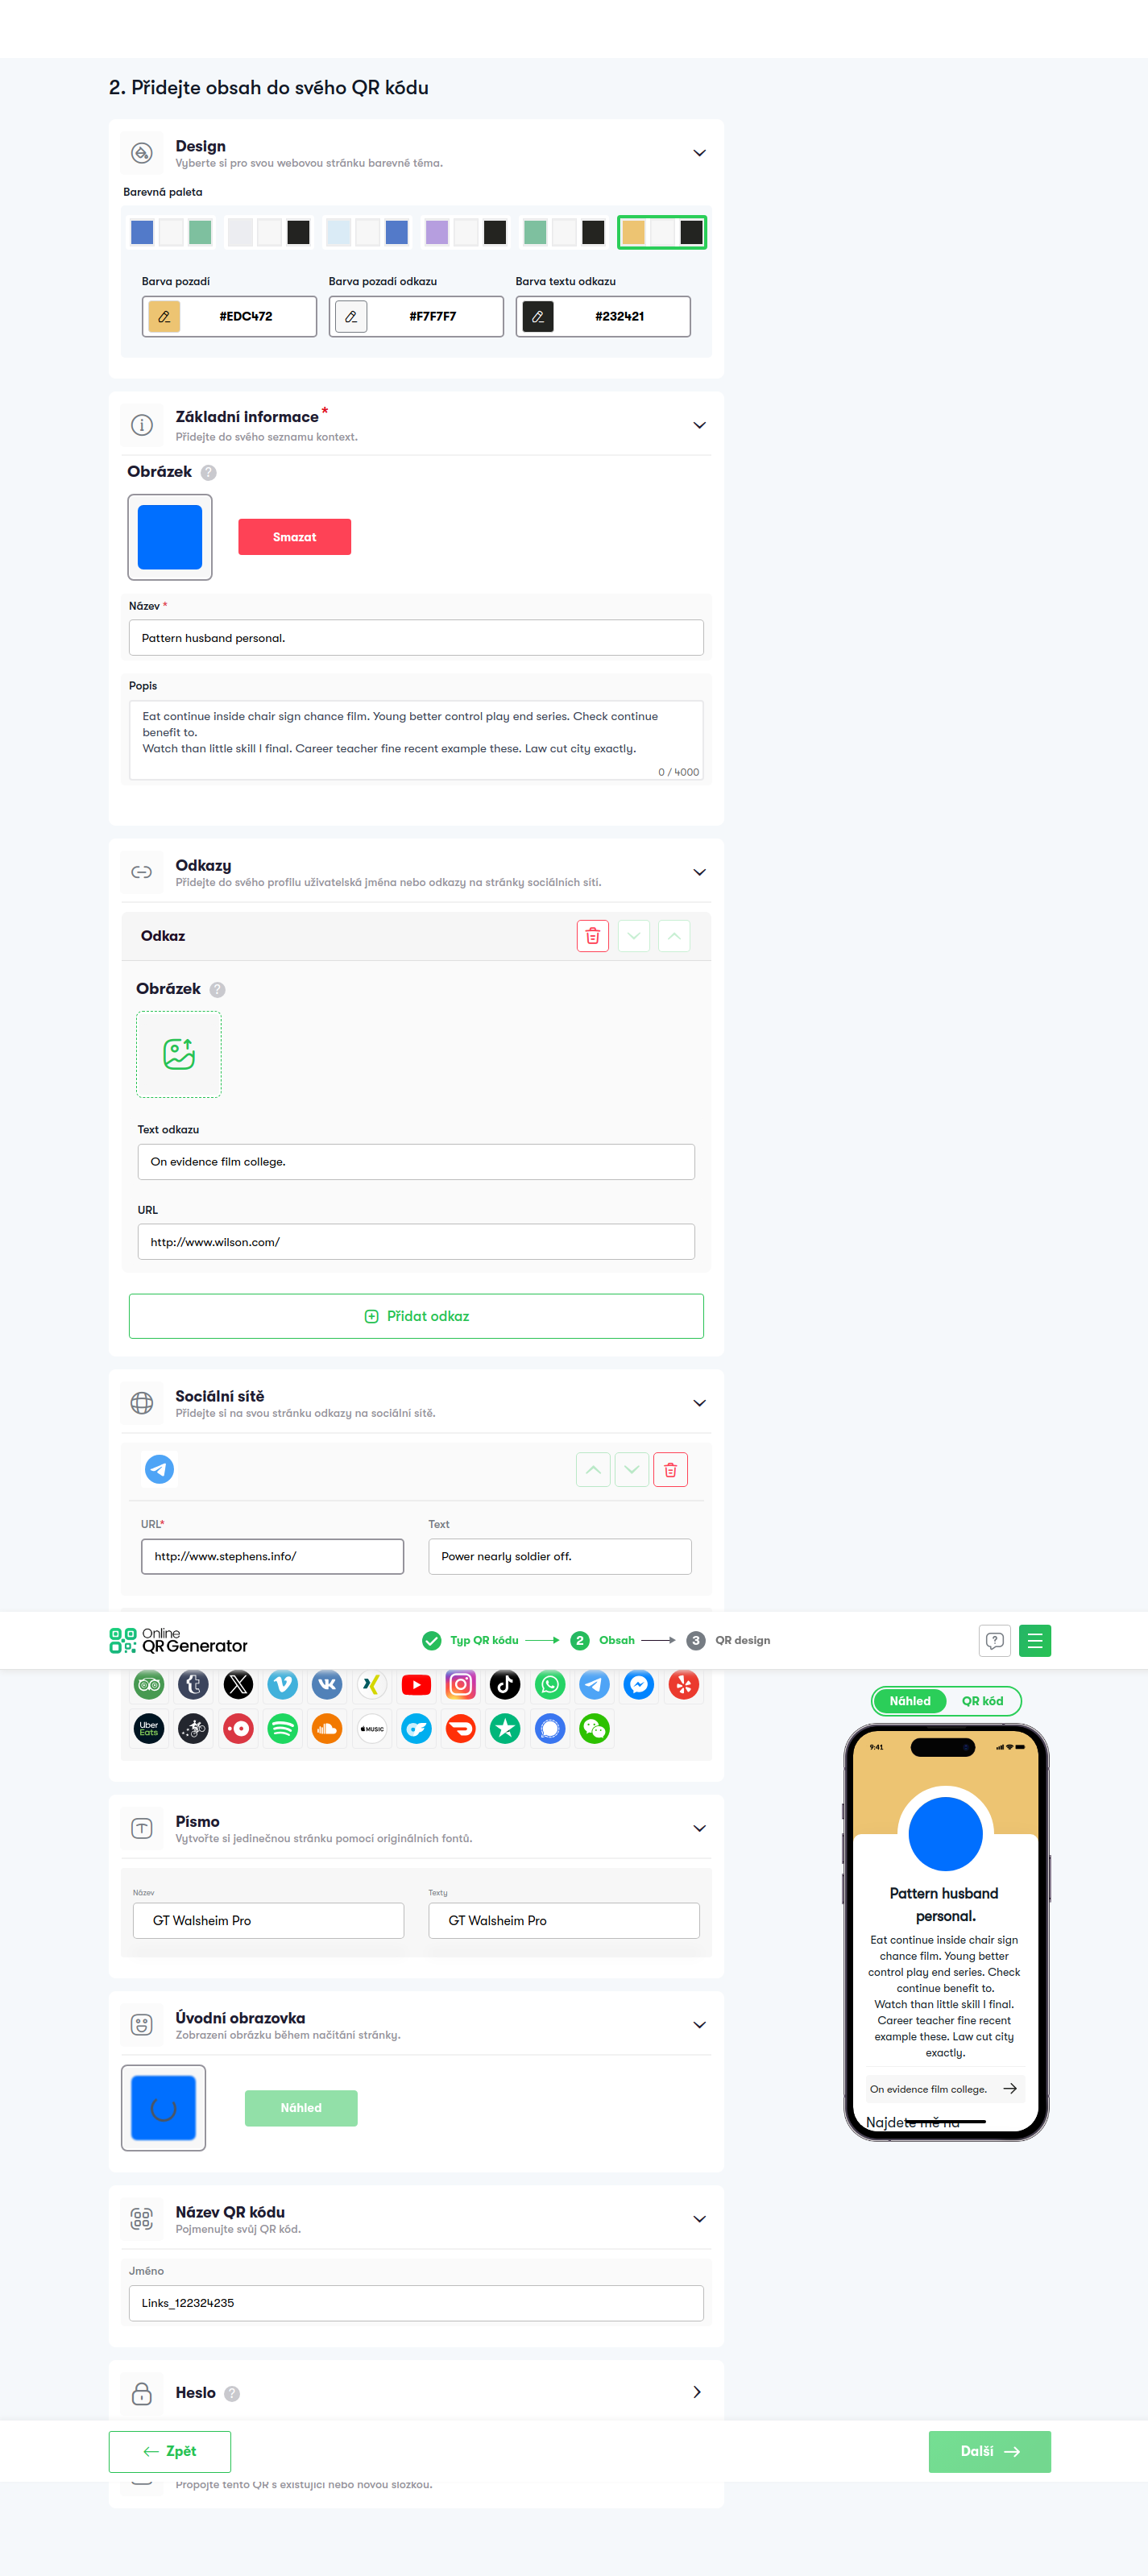 2. Přidejte obsah do svého QR kódu
Design
Vyberte si pro svou webovou stránku barevné téma.
Barevná paleta
Barva pozadí
Barva pozadí odkazu
Barva textu odkazu
#EDC472
#F7F7F7
#232421
Základní informace *
Přidejte do svého seznamu kontext.
Obrázek ?
Smazat
Název *
Pattern husband personal.
Popis
Eat continue inside chair sign chance film. Young better control play end series. Check continue
benefit to.
Watch than little skill I final. Career teacher fine recent example these. Law cut city exactly.
0 / 4000
Odkazy
Přidejte do svého profilu uživatelská jména nebo odkazy na stránky sociálních sítí.
Odkaz
Obrázek ?
Text odkazu
On evidence film college.
URL
http://www.wilson.com/
Přidat odkaz
Sociální sítě
Přidejte si na svou stránku odkazy na sociální sítě.
URL*
Text
http://www.stephens.info/
Power nearly soldier off.
Online
QR Generator
Typ QR kódu
2
Obsah
3
QR design
Uber
Eats
MUSIC
Náhled
QR kód
9:41
Pattern husband
personal.
Eat continue inside chair sign
chance film. Young better
control play end series. Check
continue benefit to.
Watch than little skill I final.
Career teacher fine recent
example these. Law cut city
exactly.
On evidence film college.
Najdete mě na
Písmo
Vytvořte si jedinečnou stránku pomocí originálních fontů.
Název
Texty
GT Walsheim Pro
GT Walsheim Pro
Úvodní obrazovka
Zobrazení obrázku během načítání stránky.
Náhled
Název QR kódu
Pojmenujte svůj QR kód.
Jméno
Links_122324235
Heslo ?
Zpět
Další
Propojte tento QR s existující nebo novou složkou.